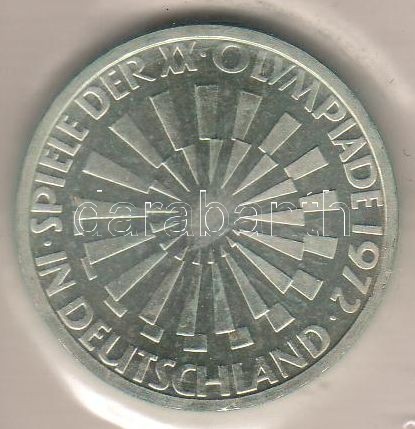 SPIELE DER XX · OLYMPIADE 1972 ·
IN DEUTSCHLAND ·
darabanth